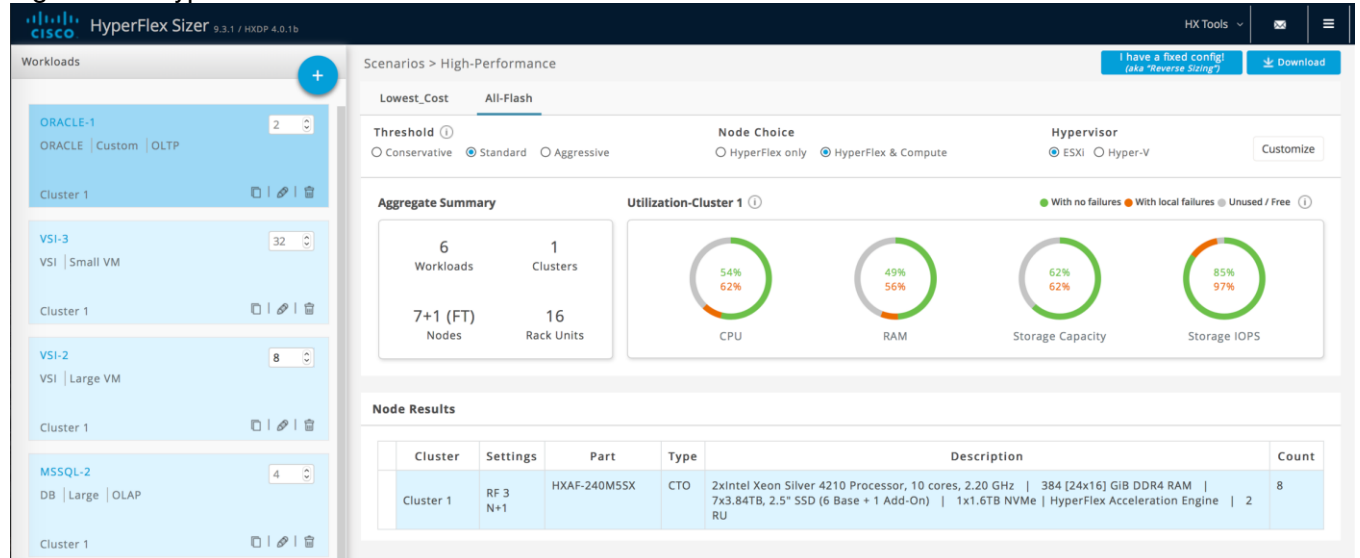 CISCO HyperFlex Sizer 9.3.1 / HXDP 4.0.1b
HX Tools
Workloads
+
Scenarios > High-Performance
I have a fixed config!
(aka "Reverse Sizing")
Download
Lowest_Cost All-Flash
ORACLE-1 2
ORACLE | Custom | OLTP
Cluster 1
Threshold Node Choice Hypervisor
Conservative Standard Aggressive HyperFlex only HyperFlex & Compute ESXi Hyper-V Customize
Aggregate Summary Utilization-Cluster 1 With no failures With local failures Unused / Free
VSI-3 32
VSI | Small VM
Cluster 1
6 1
Workloads Clusters
7+1 (FT) 16
Nodes Rack Units
54%
62%
CPU
49%
56%
RAM
62%
62%
Storage Capacity
85%
97%
Storage IOPS
VSI-2 8
VSI | Large VM
Cluster 1
Node Results
Cluster Settings Part Type Description Count
MSSQL-2 4
DB | Large | OLAP
Cluster 1
Cluster 1
RF 3
N+1
HXAF-240M5SX CTO
2xIntel Xeon Silver 4210 Processor, 10 cores, 2.20 GHz | 384 [24x16] GiB DDR4 RAM |
7x3.84TB, 2.5" SSD (6 Base + 1 Add-On) | 1x1.6TB NVMe | HyperFlex Acceleration Engine | 2
RU
8